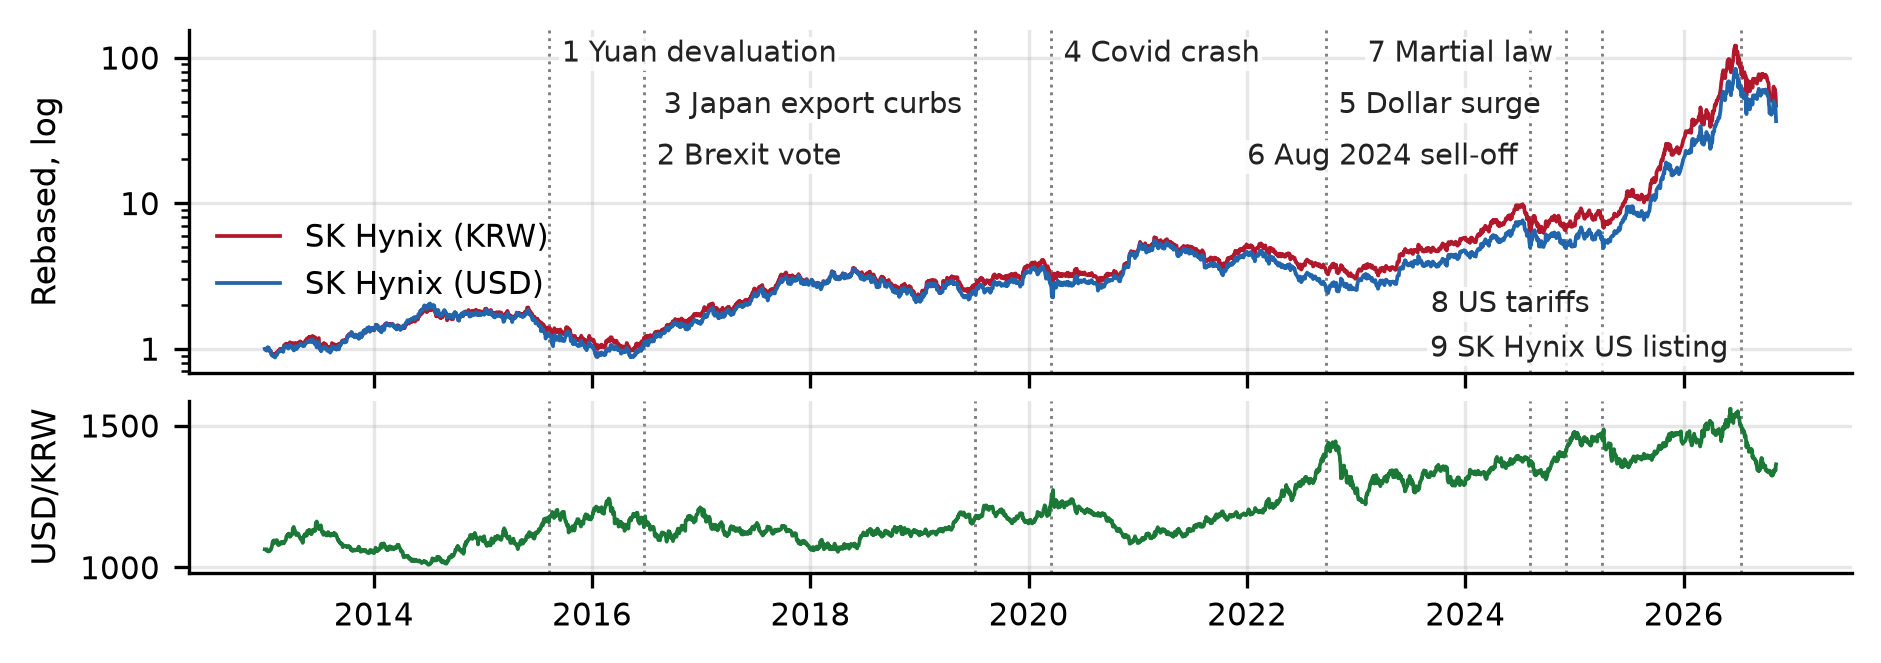 Rebased, log
100
10
1
1 Yuan devaluation
4 Covid crash
7 Martial law
3 Japan export curbs
5 Dollar surge
2 Brexit vote
6 Aug 2024 sell-off
SK Hynix (KRW)
SK Hynix (USD)
8 US tariffs
9 SK Hynix US listing
USD/KRW
1500
1000
2014
2016
2018
2020
2022
2024
2026